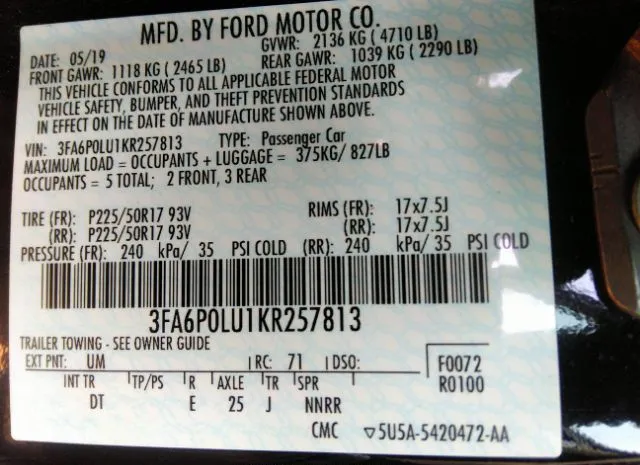 MFD. BY FORD MOTOR CO.
DATE: 05/19 GVWR: 2136 KG ( 4710 LB)
FRONT GAWR: 1118 KG ( 2465 LB) REAR GAWR: 1039 KG ( 2290 LB)
THIS VEHICLE CONFORMS TO ALL APPLICABLE FEDERAL MOTOR
VEHICLE SAFETY, BUMPER, AND THEFT PREVENTION STANDARDS
IN EFFECT ON THE DATE OF MANUFACTURE SHOWN ABOVE.
VIN: 3FA6P0LU1KR257813 TYPE: Passenger Car
MAXIMUM LOAD = OCCUPANTS + LUGGAGE = 375KG/ 827LB
OCCUPANTS = 5 TOTAL; 2 FRONT, 3 REAR
TIRE (FR): P225/50R17 93V RIMS (FR): 17x7.5J
(RR): P225/50R17 93V (RR): 17x7.5J
PRESSURE (FR): 240 kPa/ 35 PSI COLD (RR): 240 kPa/ 35 PSI COLD
3FA6P0LU1KR257813
TRAILER TOWING - SEE OWNER GUIDE
EXT PNT: UM RC: 71 DSO: F0072
INT TR TP/PS R AXLE TR SPR R0100
DT E 25 J NNRR
CMC ▽5U5A-5420472-AA